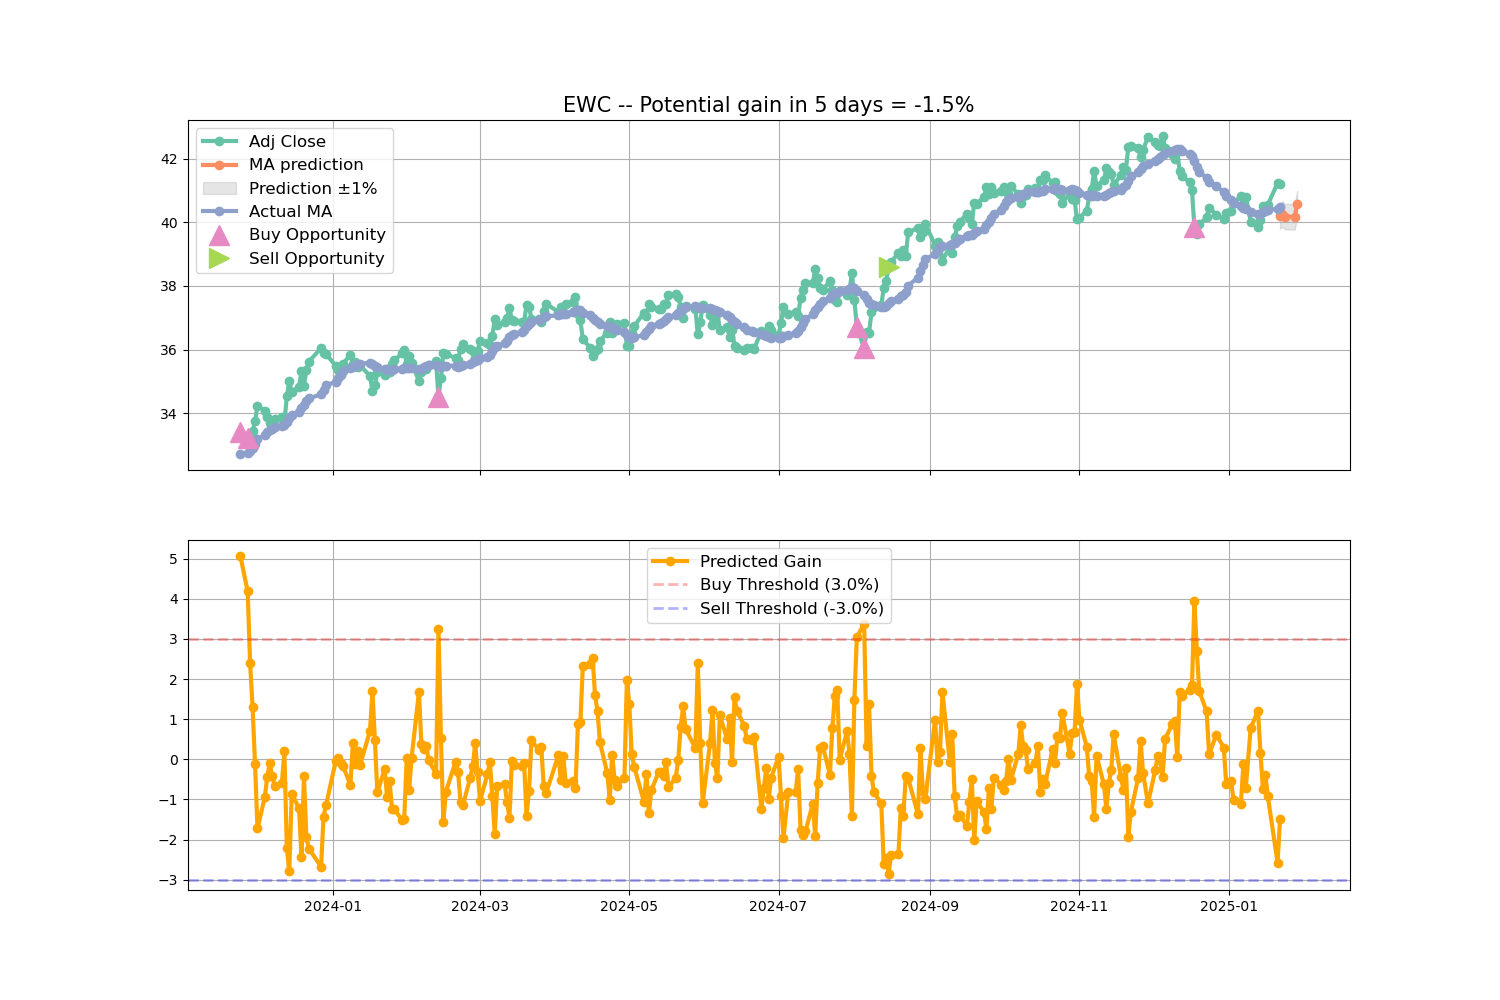 EWC -- Potential gain in 5 days = -1.5%
Adj Close
MA prediction
Prediction ±1%
Actual MA
Buy Opportunity
Sell Opportunity
42
40
38
36
34
Predicted Gain
Buy Threshold (3.0%)
Sell Threshold (-3.0%)
5
4
3
2
1
0
−1
−2
−3
2024-01
2024-03
2024-05
2024-07
2024-09
2024-11
2025-01